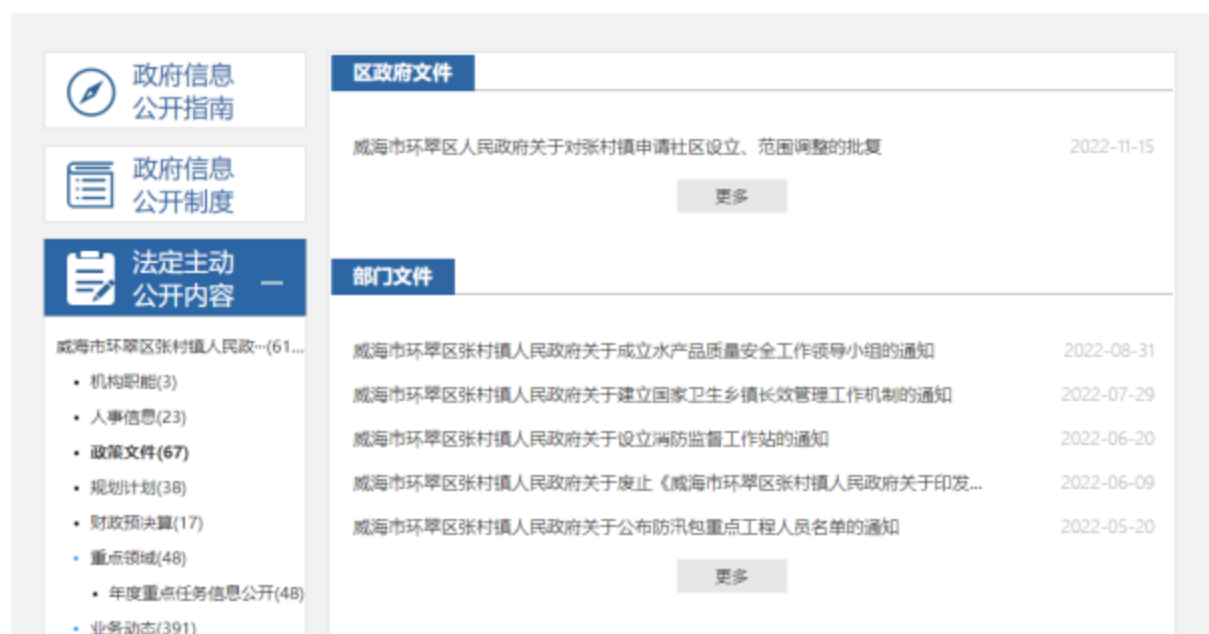 政府信息
公开指南
政府信息
公开制度
法定主动
公开内容
威海市环翠区张村镇人民政…(61...
• 机构职能(3)
• 人事信息(23)
• 政策文件(67)
• 规划计划(38)
• 财政预决算(17)
• 重点领域(48)
• 年度重点任务信息公开(48)
• 业务动态(391)
区政府文件
威海市环翠区人民政府关于对张村镇申请社区设立、范围调整的批复 2022-11-15
更多
部门文件
威海市环翠区张村镇人民政府关于成立水产品质量安全工作领导小组的通知 2022-08-31
威海市环翠区张村镇人民政府关于建立国家卫生乡镇长效管理工作机制的通知 2022-07-29
威海市环翠区张村镇人民政府关于设立消防监督工作站的通知 2022-06-20
威海市环翠区张村镇人民政府关于废止《威海市环翠区张村镇人民政府关于印发... 2022-06-09
威海市环翠区张村镇人民政府关于公布防汛包重点工程人员名单的通知 2022-05-20
更多